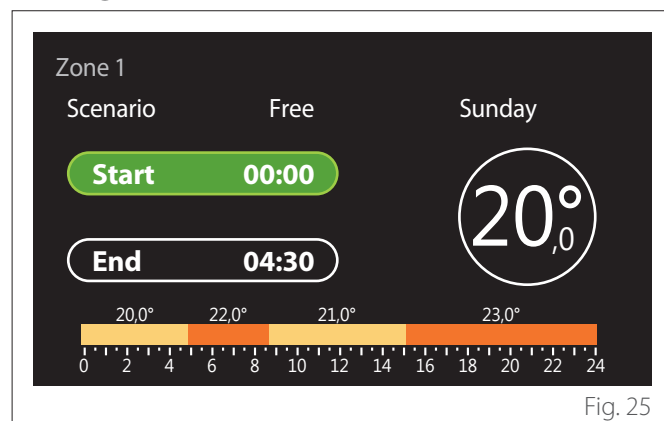 Zone 1
Scenario Free Sunday
Start 00:00
20°,0
End 04:30
20,0° 22,0° 21,0° 23,0°
0 2 4 6 8 10 12 14 16 18 20 22 24
Fig. 25